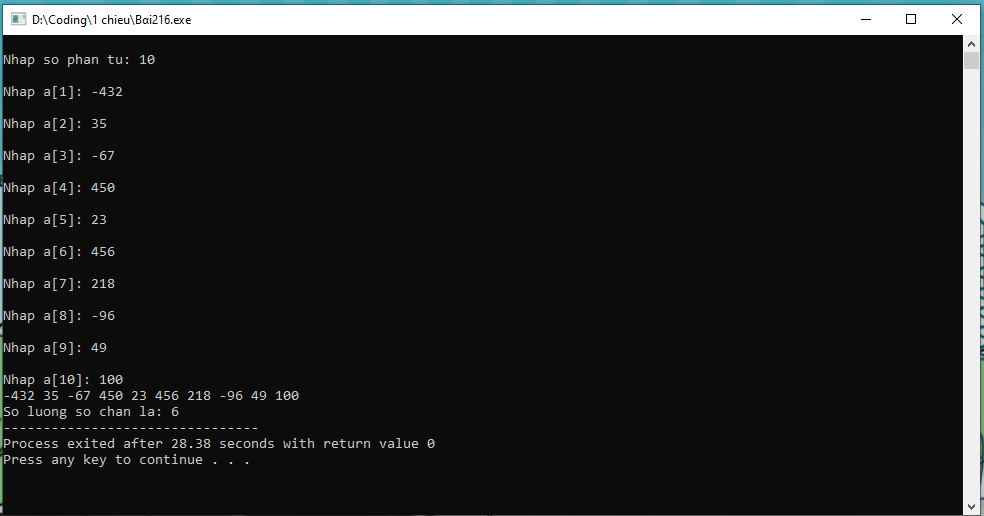 D:\Coding\1 chieu\Bai216.exe
Nhap so phan tu: 10
Nhap a[1]: -432
Nhap a[2]: 35
Nhap a[3]: -67
Nhap a[4]: 450
Nhap a[5]: 23
Nhap a[6]: 456
Nhap a[7]: 218
Nhap a[8]: -96
Nhap a[9]: 49
Nhap a[10]: 100
-432 35 -67 450 23 456 218 -96 49 100
So luong so chan la: 6
--------------------------------
Process exited after 28.38 seconds with return value 0
Press any key to continue . . .